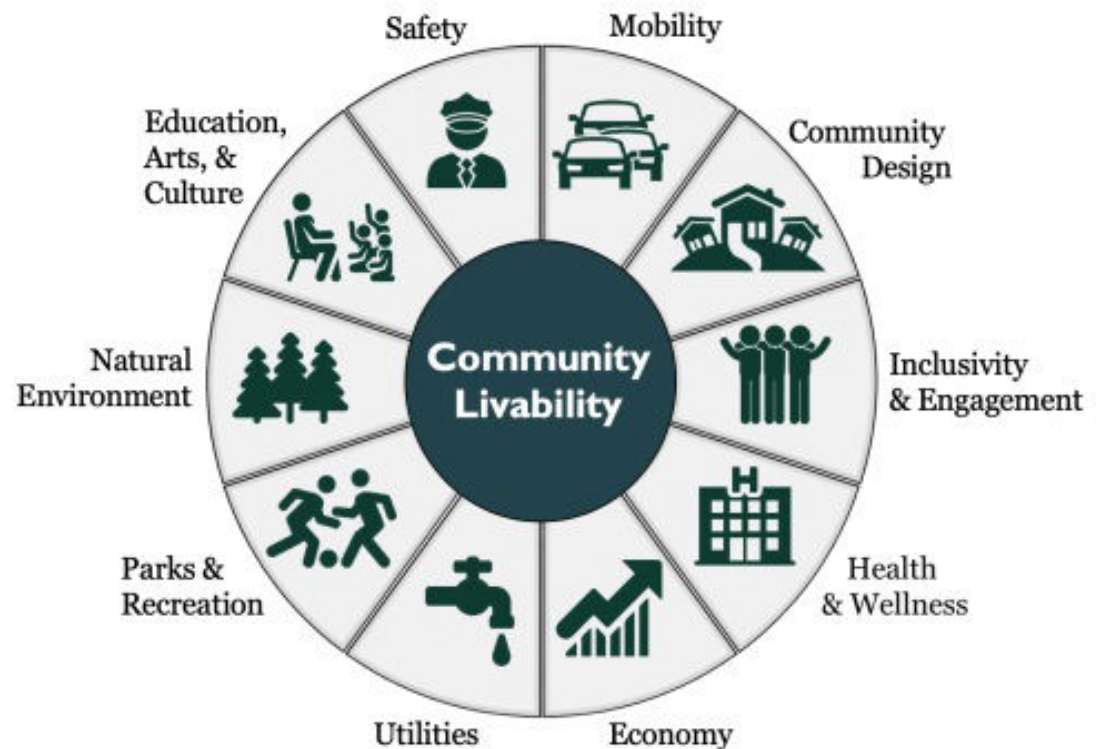 Safety
Mobility
Education,
Arts, &
Culture
Community
Design
Natural
Environment
Community
Livability
Inclusivity
& Engagement
Parks &
Recreation
H
Health
& Wellness
Utilities
Economy